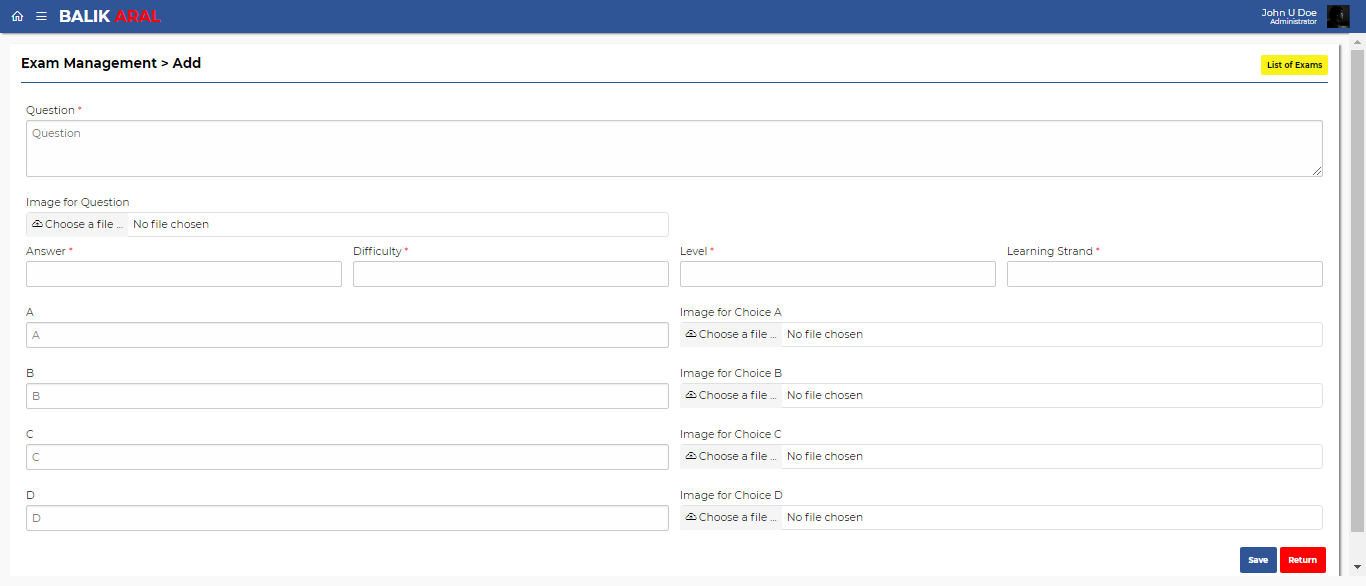 BALIK ARAL
John U Doe
Administrator
Exam Management > Add
List of Exams
Question *
Question
Image for Question
Choose a file ... No file chosen
Answer * Difficulty * Level * Learning Strand *
A Image for Choice A
A Choose a file ... No file chosen
B Image for Choice B
B Choose a file ... No file chosen
C Image for Choice C
C Choose a file ... No file chosen
D Image for Choice D
D Choose a file ... No file chosen
Save Return